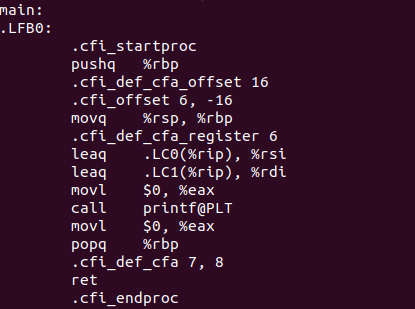 main:
.LFB0:
.cfi_startproc
pushq %rbp
.cfi_def_cfa_offset 16
.cfi_offset 6, -16
movq %rsp, %rbp
.cfi_def_cfa_register 6
leaq .LC0(%rip), %rsi
leaq .LC1(%rip), %rdi
movl $0, %eax
call printf@PLT
movl $0, %eax
popq %rbp
.cfi_def_cfa 7, 8
ret
.cfi_endproc